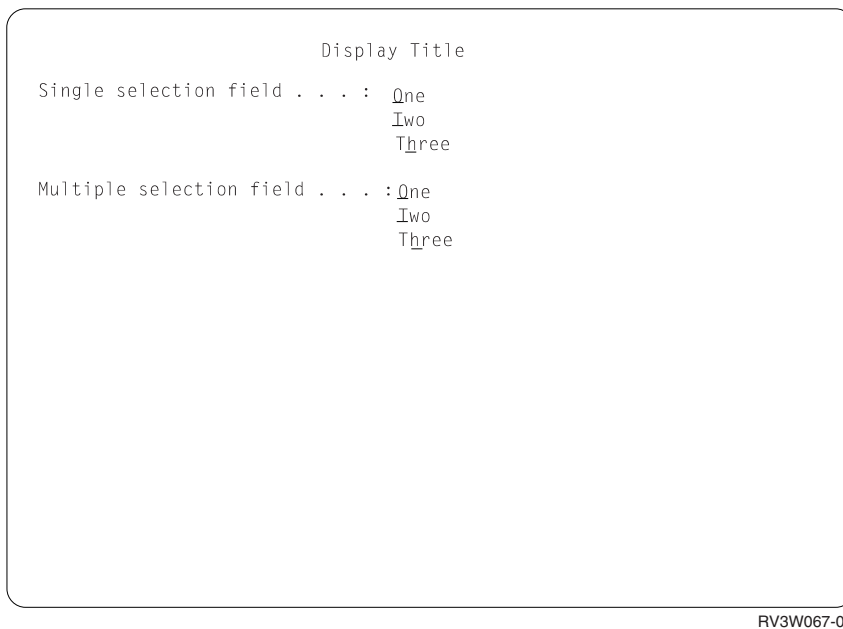 Display Title
Single selection field . . . : One
Two
Three
Multiple selection field . . . : One
Two
Three
RV3W067-0